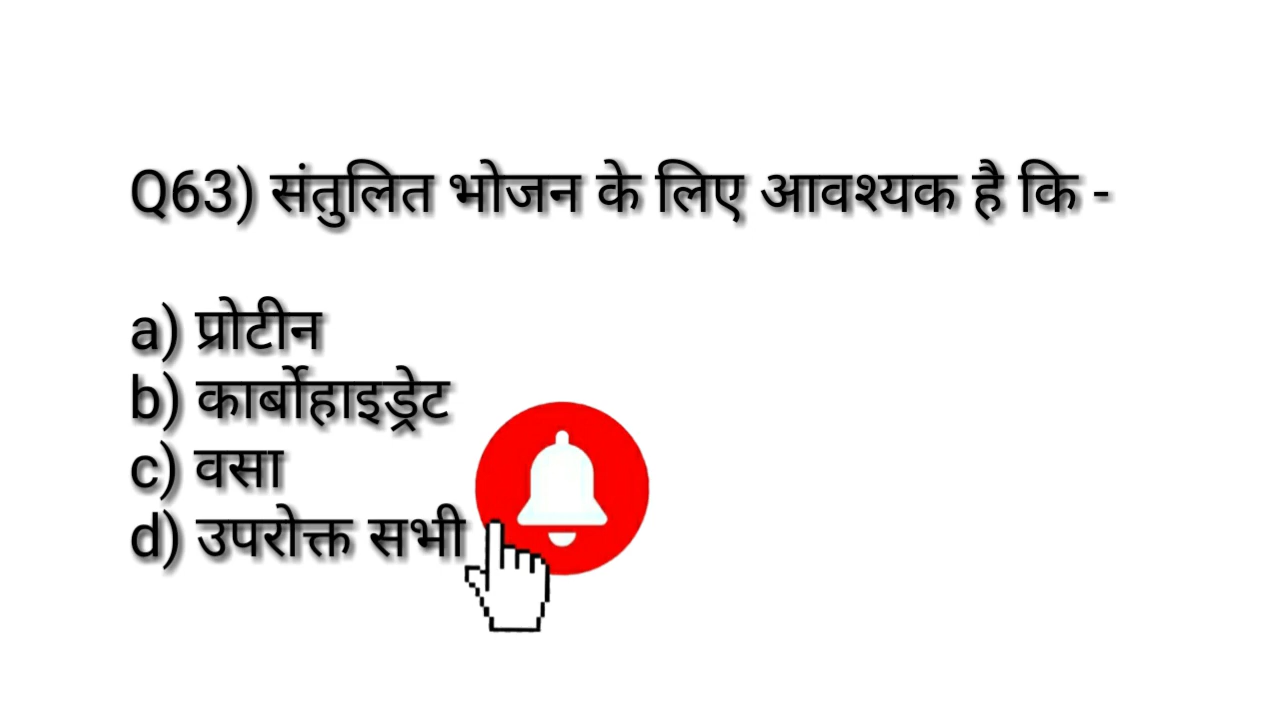 Q63) संतुलित भोजन के लिए आवश्यक है कि -
a) प्रोटीन
b) कार्बोहाइड्रेट
c) वसा
d) उपरोक्त सभी